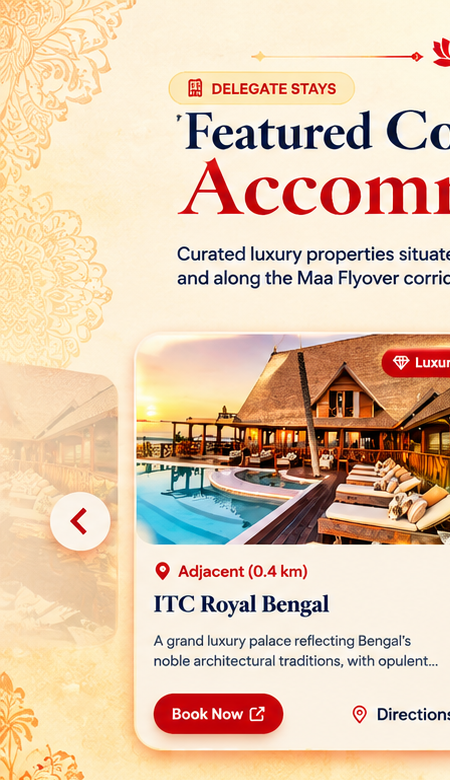 DELEGATE STAYS
Featured Co
Accomm
Curated luxury properties situate
and along the Maa Flyover corric
Luxur
Adjacent (0.4 km)
ITC Royal Bengal
A grand luxury palace reflecting Bengal's
noble architectural traditions, with opulent...
Book Now
Directions